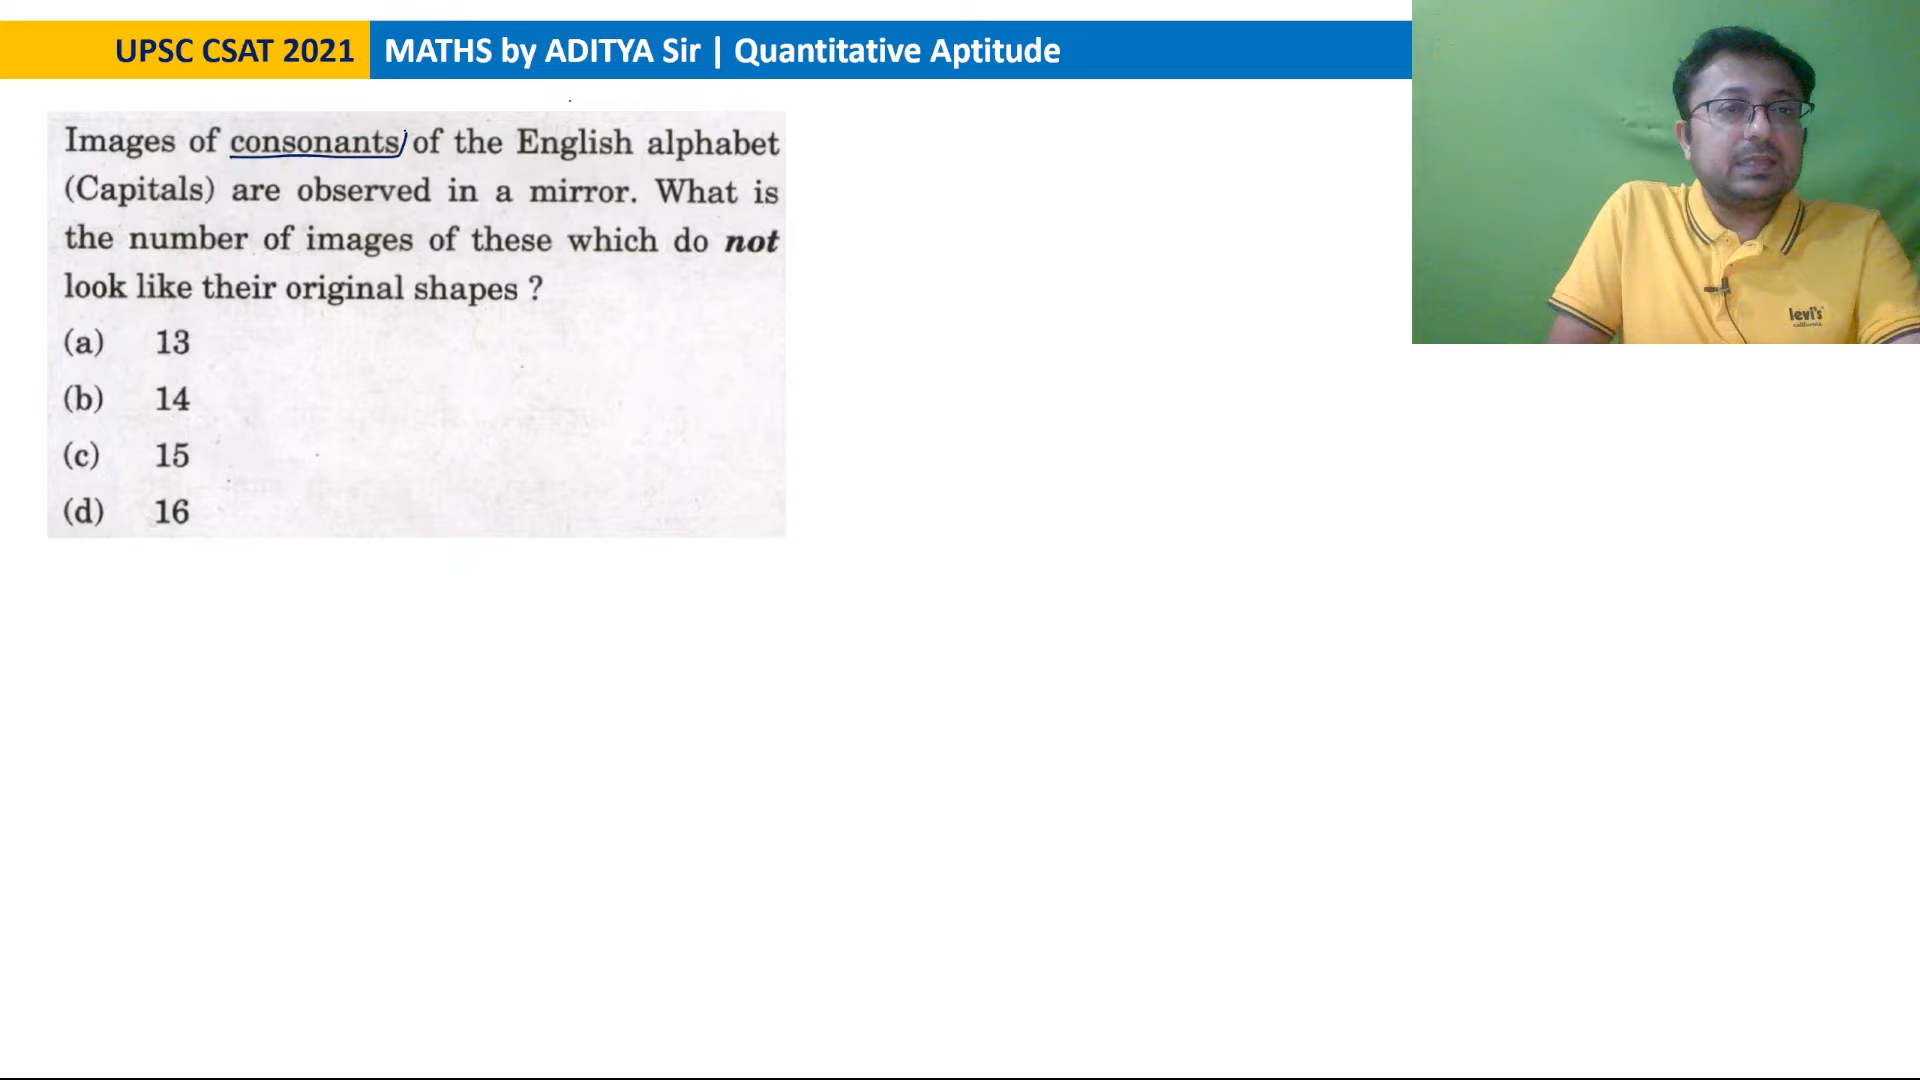 UPSC CSAT 2021 MATHS by ADITYA Sir | Quantitative Aptitude
Images of consonants of the English alphabet
(Capitals) are observed in a mirror. What is
the number of images of these which do not
look like their original shapes ?
(a) 13
(b) 14
(c) 15
(d) 16
levi's
california